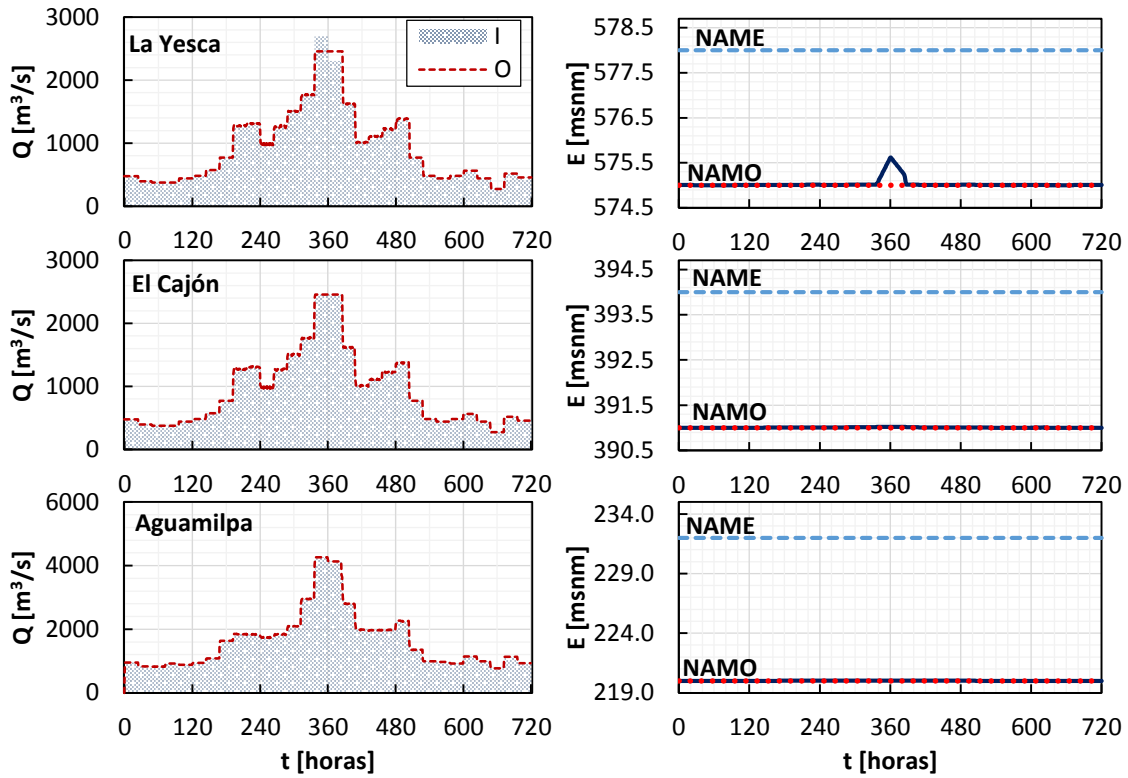 La Yesca
I
O
Q [m³/s]
3000
2000
1000
0
0 120 240 360 480 600 720
NAME
NAMO
E [msnm]
578.5
577.5
576.5
575.5
574.5
0 120 240 360 480 600 720
El Cajón
Q [m³/s]
3000
2000
1000
0
0 120 240 360 480 600 720
NAME
NAMO
E [msnm]
394.5
393.5
392.5
391.5
390.5
0 120 240 360 480 600 720
Aguamilpa
Q [m³/s]
6000
4000
2000
0
0 120 240 360 480 600 720
t [horas]
NAME
NAMO
E [msnm]
234.0
229.0
224.0
219.0
0 120 240 360 480 600 720
t [horas]